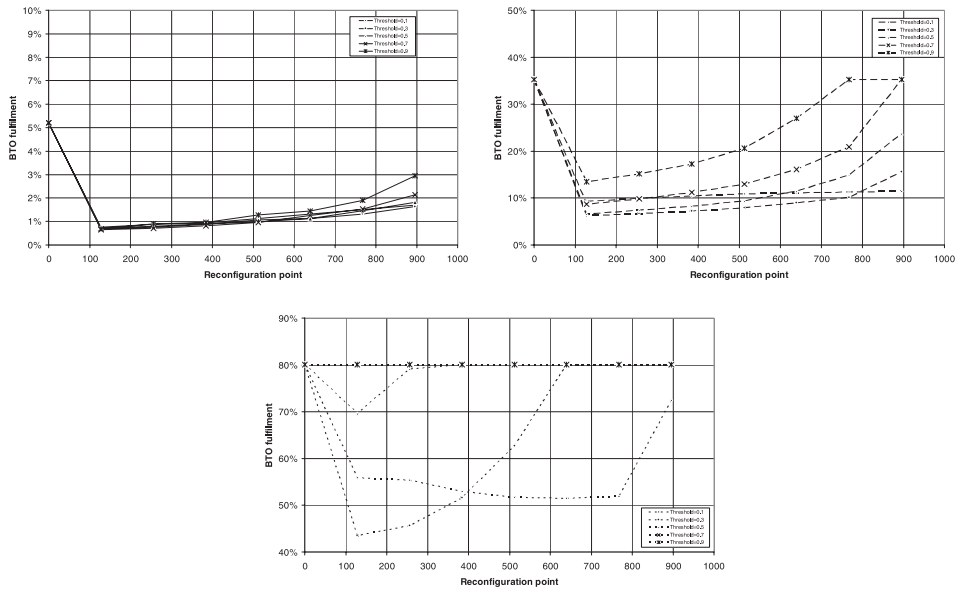 10%
9%
8%
7%
6%
5%
4%
3%
2%
1%
0%
BTO fulfilment
0 100 200 300 400 500 600 700 800 900 1000
Reconfiguration point
Threshold=0.1
Threshold=0.3
Threshold=0.5
Threshold=0.7
Threshold=0.9
50%
40%
30%
20%
10%
0%
BTO fulfilment
0 100 200 300 400 500 600 700 800 900 1000
Reconfiguration point
Threshold=0.1
Threshold=0.3
Threshold=0.5
Threshold=0.7
Threshold=0.9
90%
80%
70%
60%
50%
40%
BTO fulfilment
0 100 200 300 400 500 600 700 800 900 1000
Reconfiguration point
Threshold=0.1
Threshold=0.3
Threshold=0.5
Threshold=0.7
Threshold=0.9